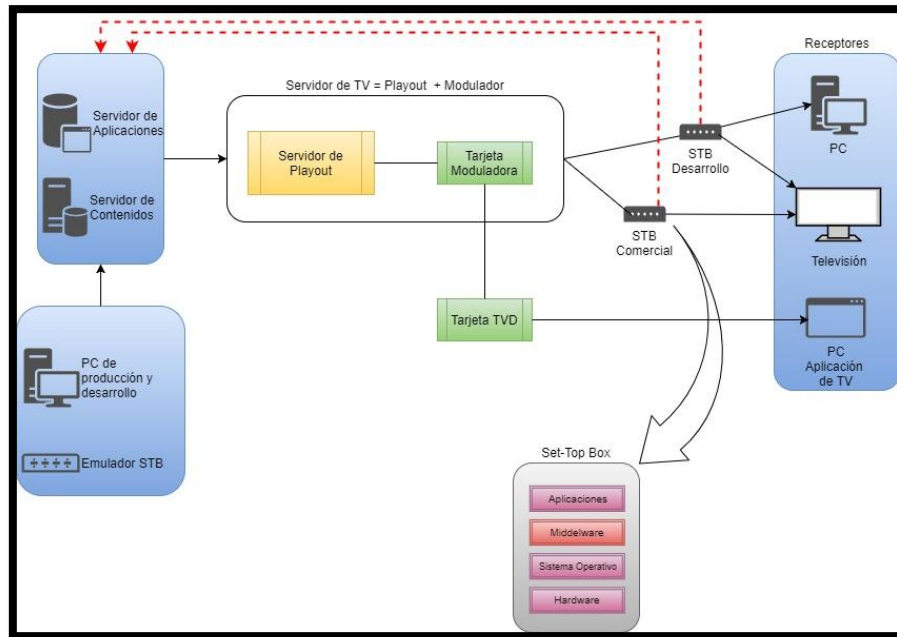 Receptores
Servidor de TV = Playout + Modulador
Servidor de
Aplicaciones
Servidor de
Contenidos
Servidor de
Playout
Tarjeta
Moduladora
STB
Desarrollo
STB
Comercial
PC
Televisión
Tarjeta TVD
PC
Aplicación
de TV
PC de
producción y
desarrollo
Emulador STB
Set-Top Box
Aplicaciones
Middelware
Sistema Operativo
Hardware